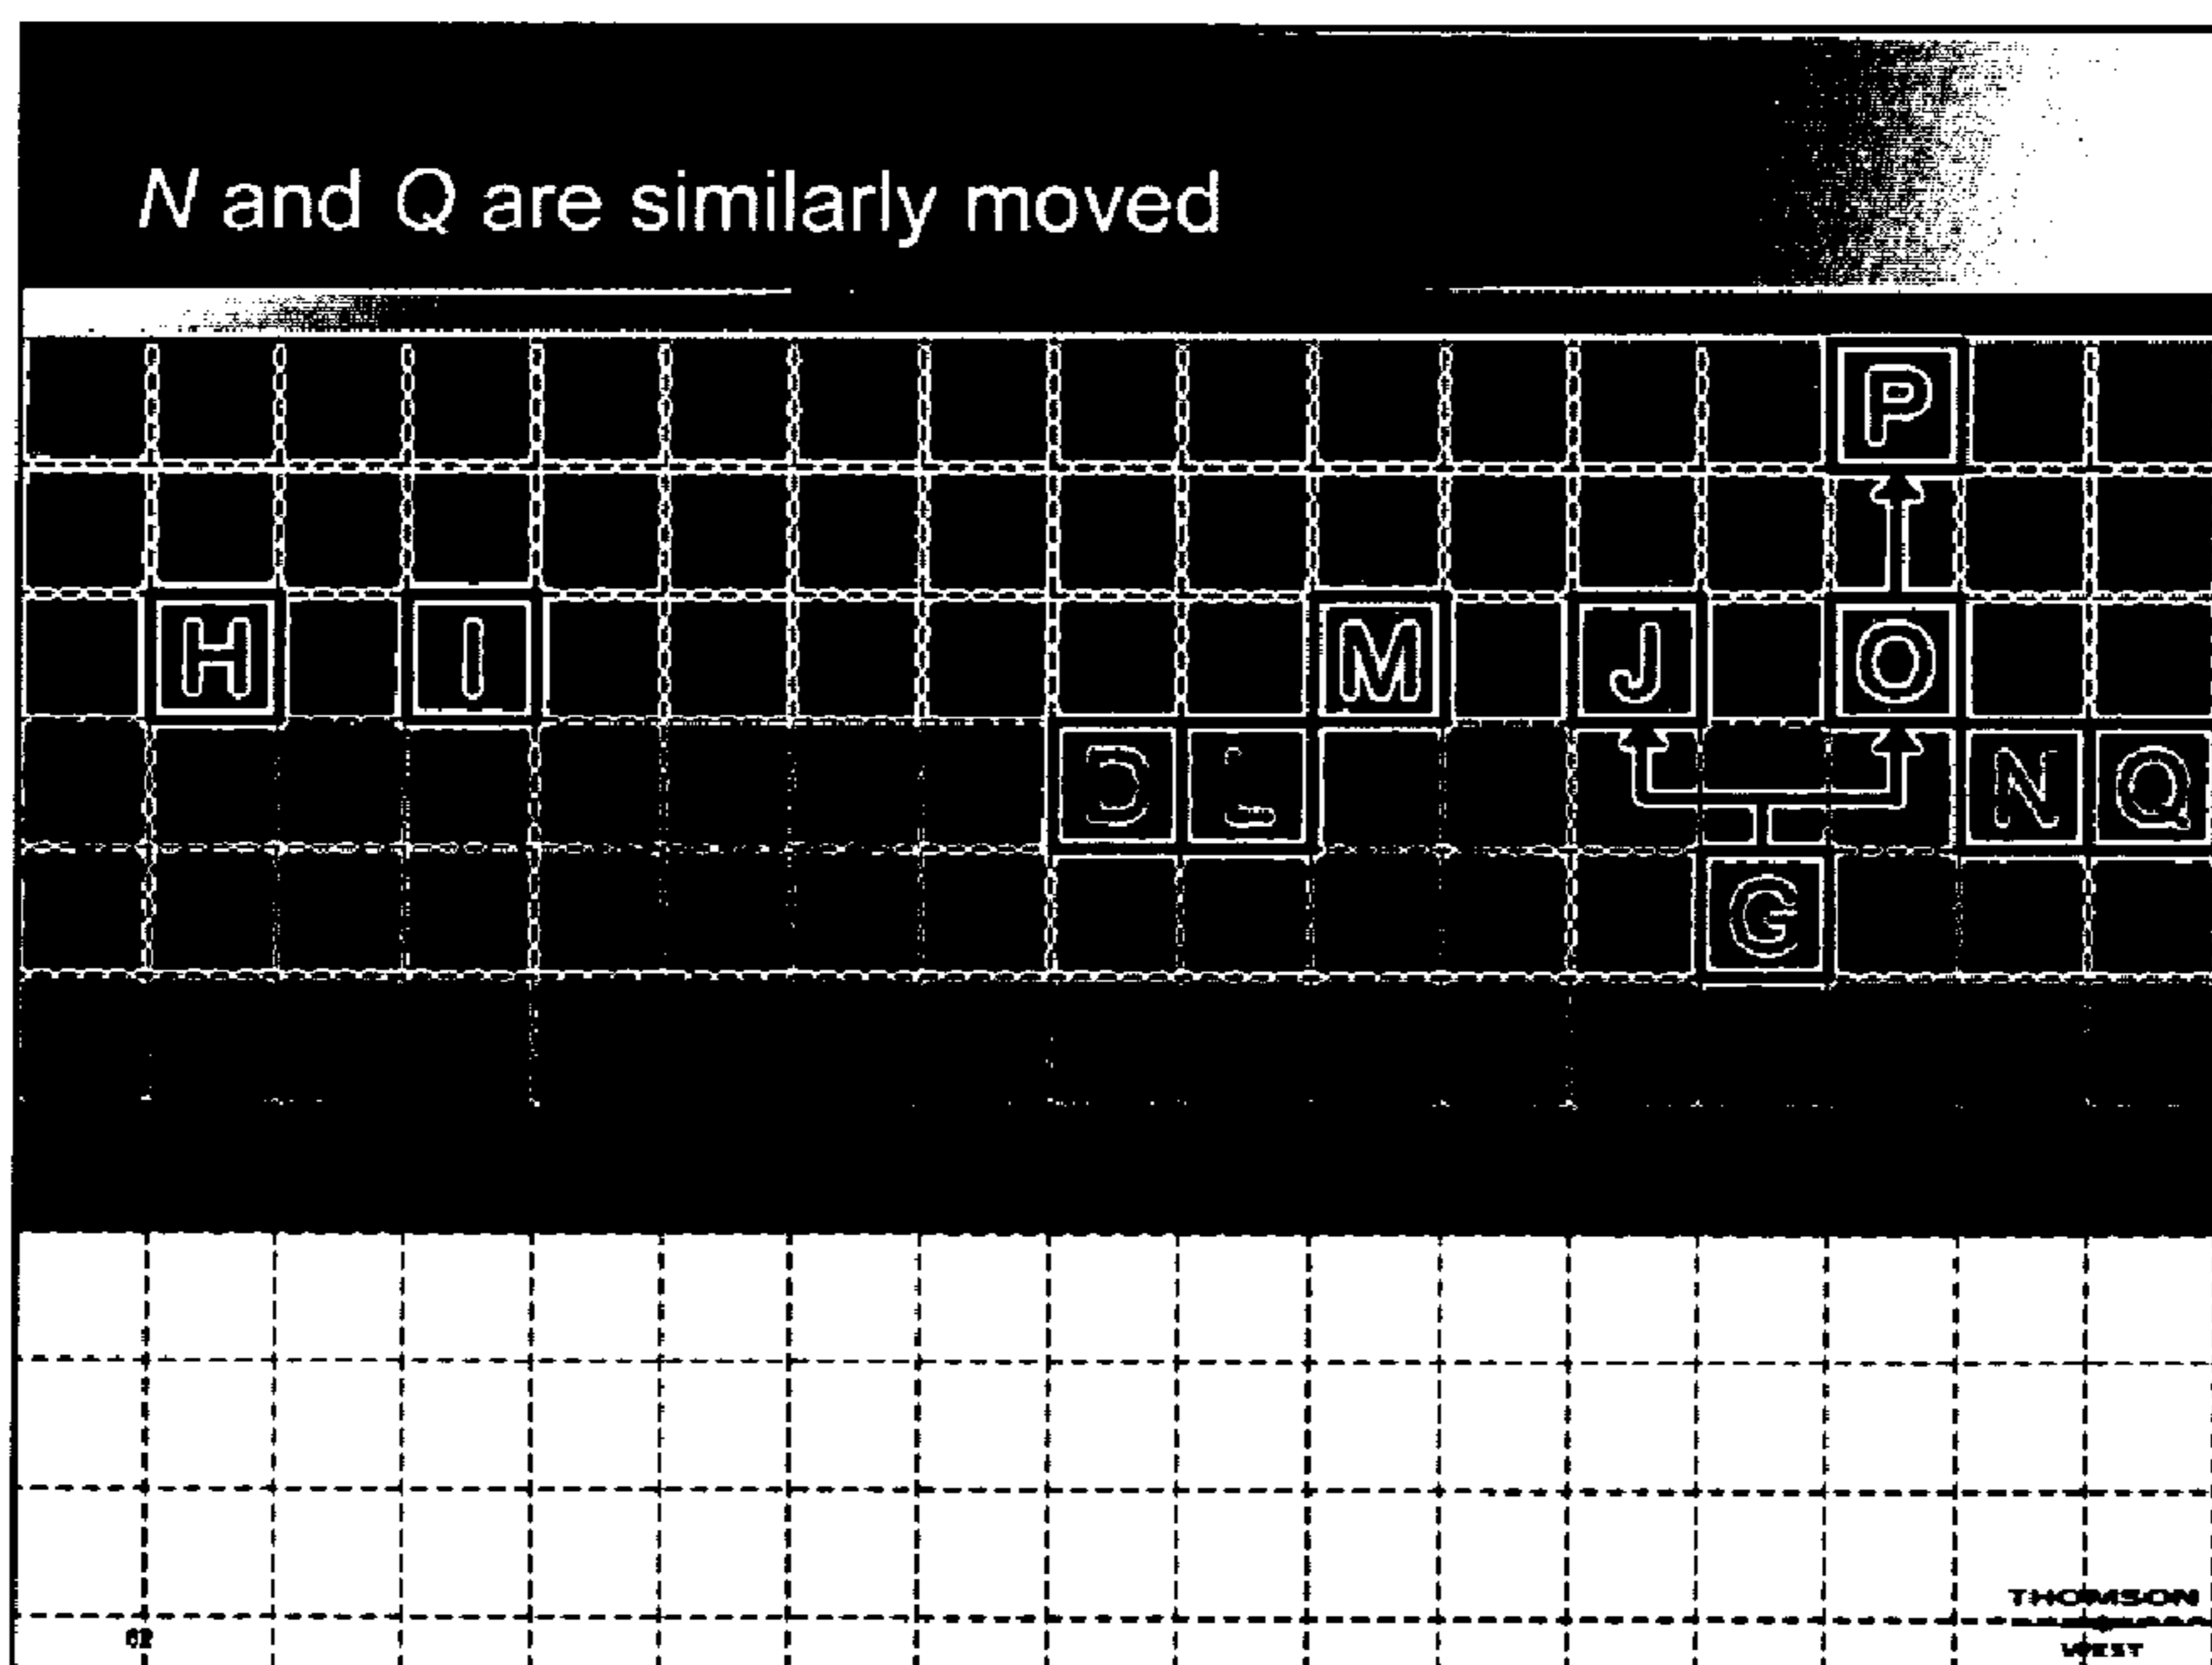 N and Q are similarly moved
P
H I M J O
N Q
G
THOMSON
WEST